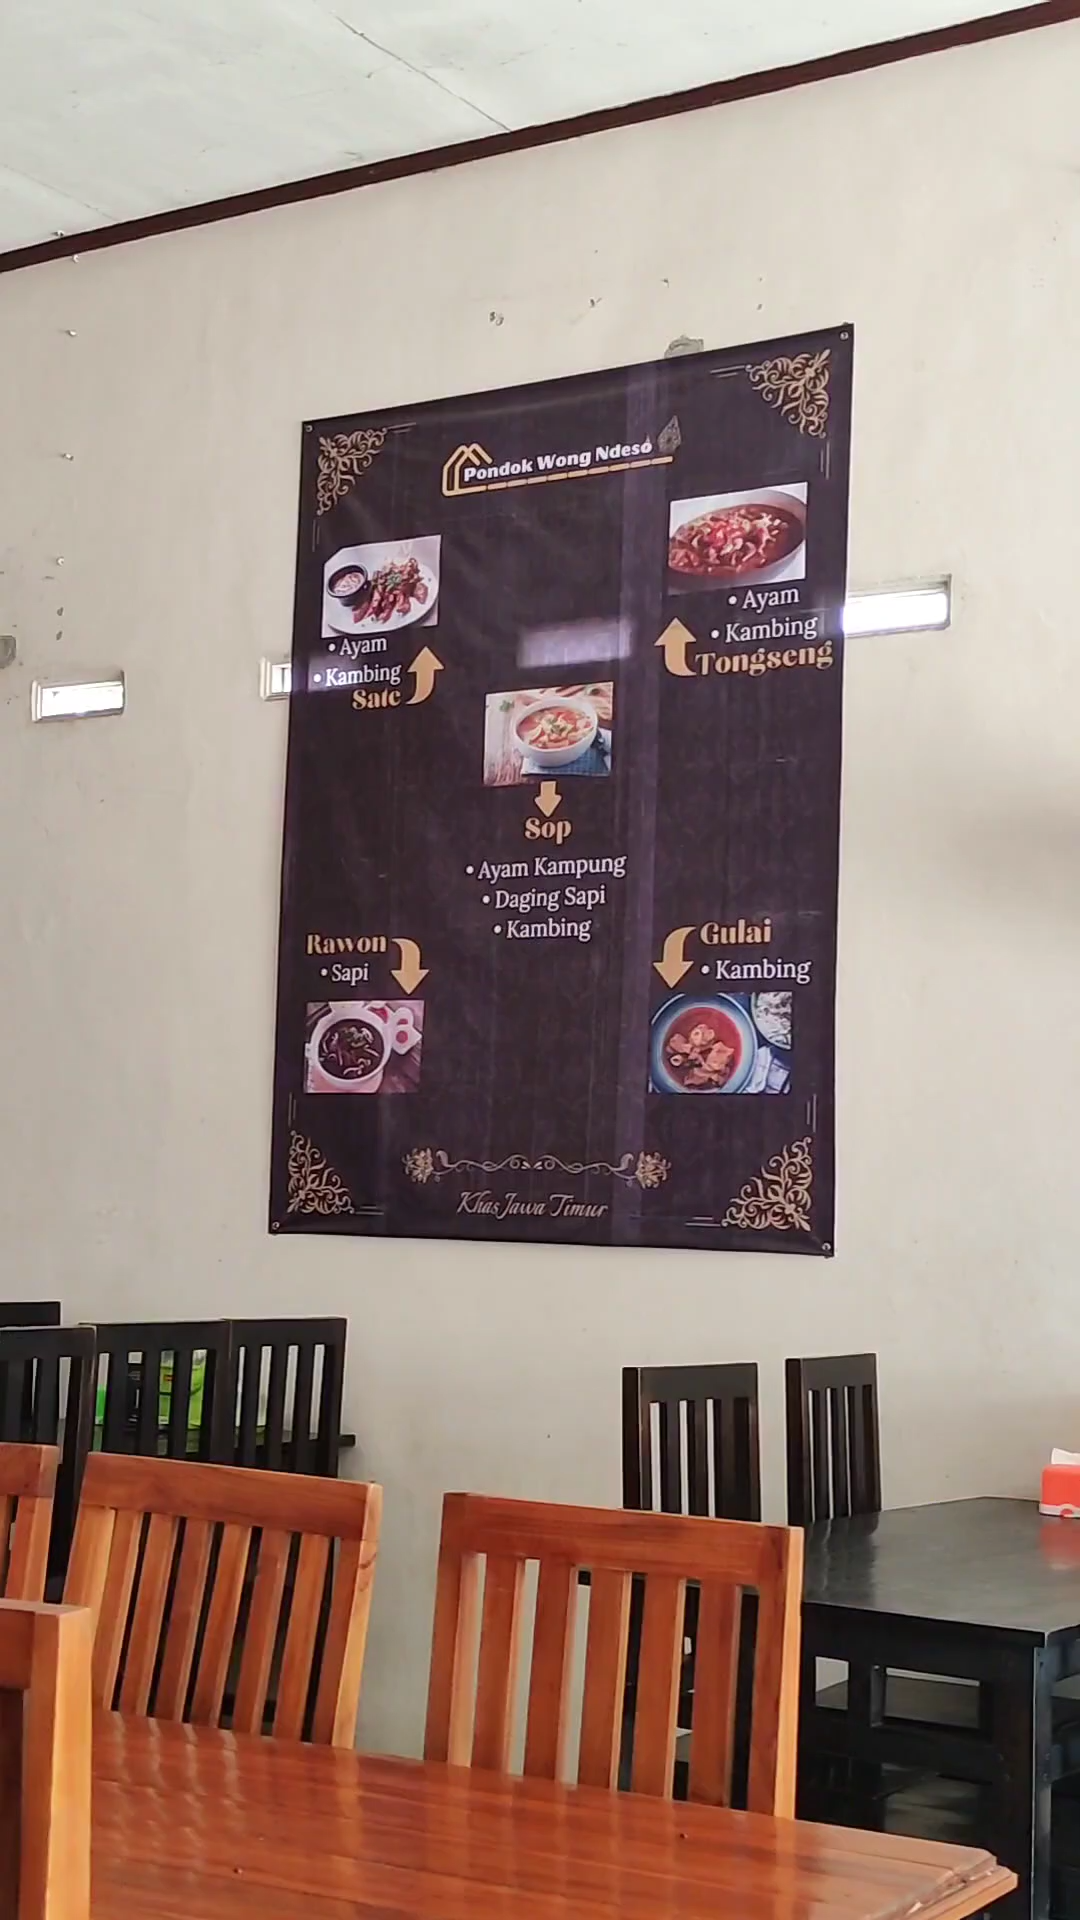 Pondok Wong Ndeso
• Ayam
• Kambing
Sate
• Ayam
• Kambing
Tongseng
Sop
• Ayam Kampung
• Daging Sapi
• Kambing
Rawon
• Sapi
Gulai
• Kambing
Khas Jawa Timur